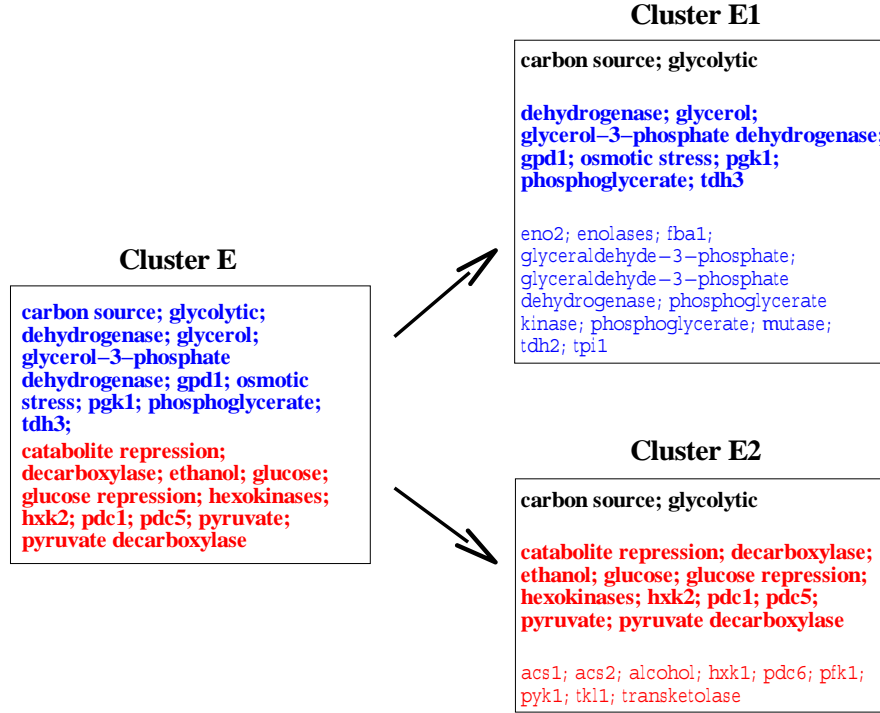 Cluster E1
carbon source; glycolytic
dehydrogenase; glycerol;
glycerol−3−phosphate dehydrogenase;
gpd1; osmotic stress; pgk1;
phosphoglycerate; tdh3
eno2; enolases; fba1;
glyceraldehyde−3−phosphate;
glyceraldehyde−3−phosphate
dehydrogenase; phosphoglycerate
kinase; phosphoglycerate; mutase;
tdh2; tpi1
Cluster E
carbon source; glycolytic;
dehydrogenase; glycerol;
glycerol−3−phosphate
dehydrogenase; gpd1; osmotic
stress; pgk1; phosphoglycerate;
tdh3;
catabolite repression;
decarboxylase; ethanol; glucose;
glucose repression; hexokinases;
hxk2; pdc1; pdc5; pyruvate;
pyruvate decarboxylase
Cluster E2
carbon source; glycolytic
catabolite repression; decarboxylase;
ethanol; glucose; glucose repression;
hexokinases; hxk2; pdc1; pdc5;
pyruvate; pyruvate decarboxylase
acs1; acs2; alcohol; hxk1; pdc6; pfk1;
pyk1; tkl1; transketolase